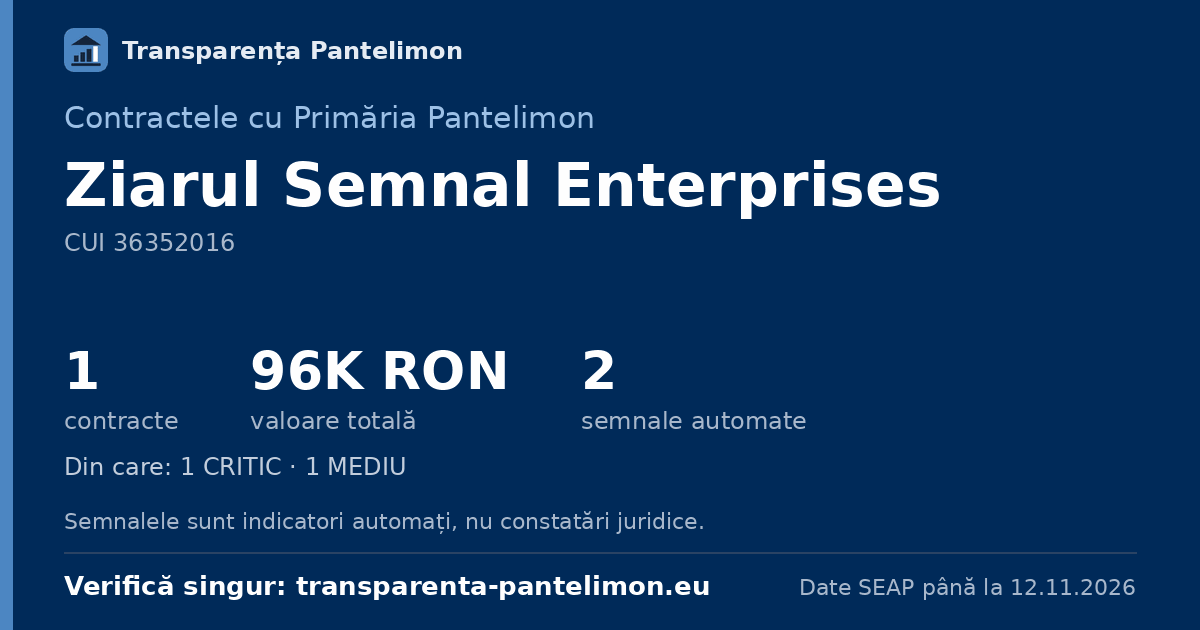 Transparența Pantelimon
Contractele cu Primăria Pantelimon
Ziarul Semnal Enterprises
CUI 36352016
1 96K RON 2
contracte valoare totală semnale automate
Din care: 1 CRITIC · 1 MEDIU
Semnalele sunt indicatori automați, nu constatări juridice.
Verifică singur: transparenta-pantelimon.eu Date SEAP până la 12.11.2026